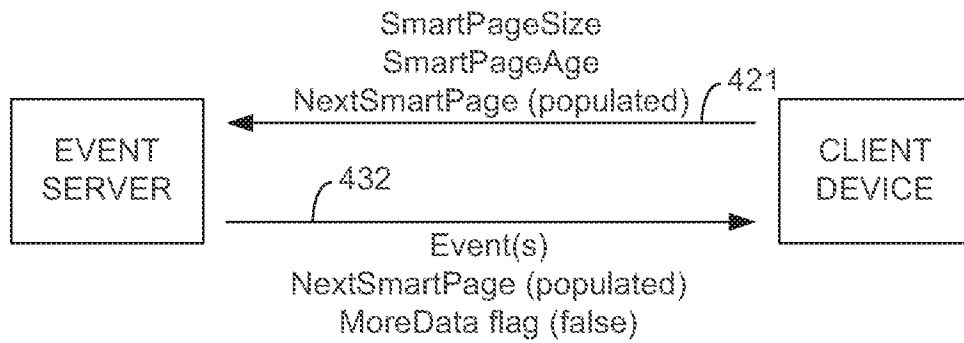 SmartPageSize
SmartPageAge
NextSmartPage (populated)
421
EVENT
SERVER
CLIENT
DEVICE
432
Event(s)
NextSmartPage (populated)
MoreData flag (false)